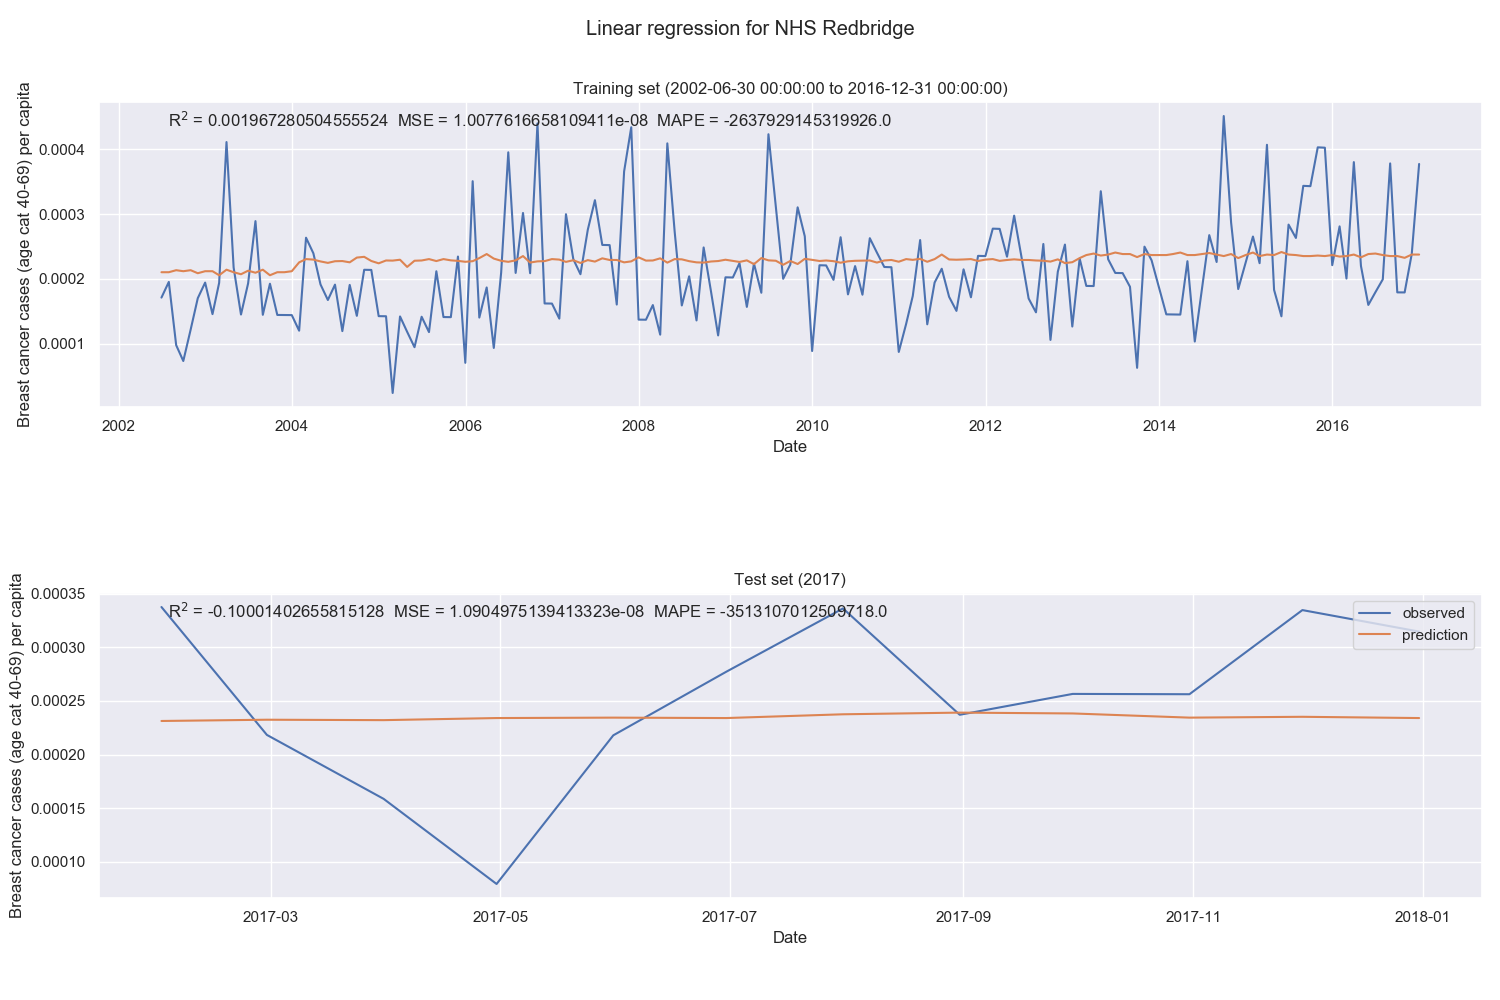 Linear regression for NHS Redbridge
Training set (2002-06-30 00:00:00 to 2016-12-31 00:00:00)
R² = 0.001967280504555524 MSE = 1.0077616658109411e-08 MAPE = -2637929145319926.0
Breast cancer cases (age cat 40-69) per capita
0.0004
0.0003
0.0002
0.0001
2002 2004 2006 2008 2010 2012 2014 2016
Date
Test set (2017)
R² = -0.10001402655815128 MSE = 1.0904975139413323e-08 MAPE = -3513107012509718.0
observed
prediction
Breast cancer cases (age cat 40-69) per capita
0.00035
0.00030
0.00025
0.00020
0.00015
0.00010
2017-03 2017-05 2017-07 2017-09 2017-11 2018-01
Date